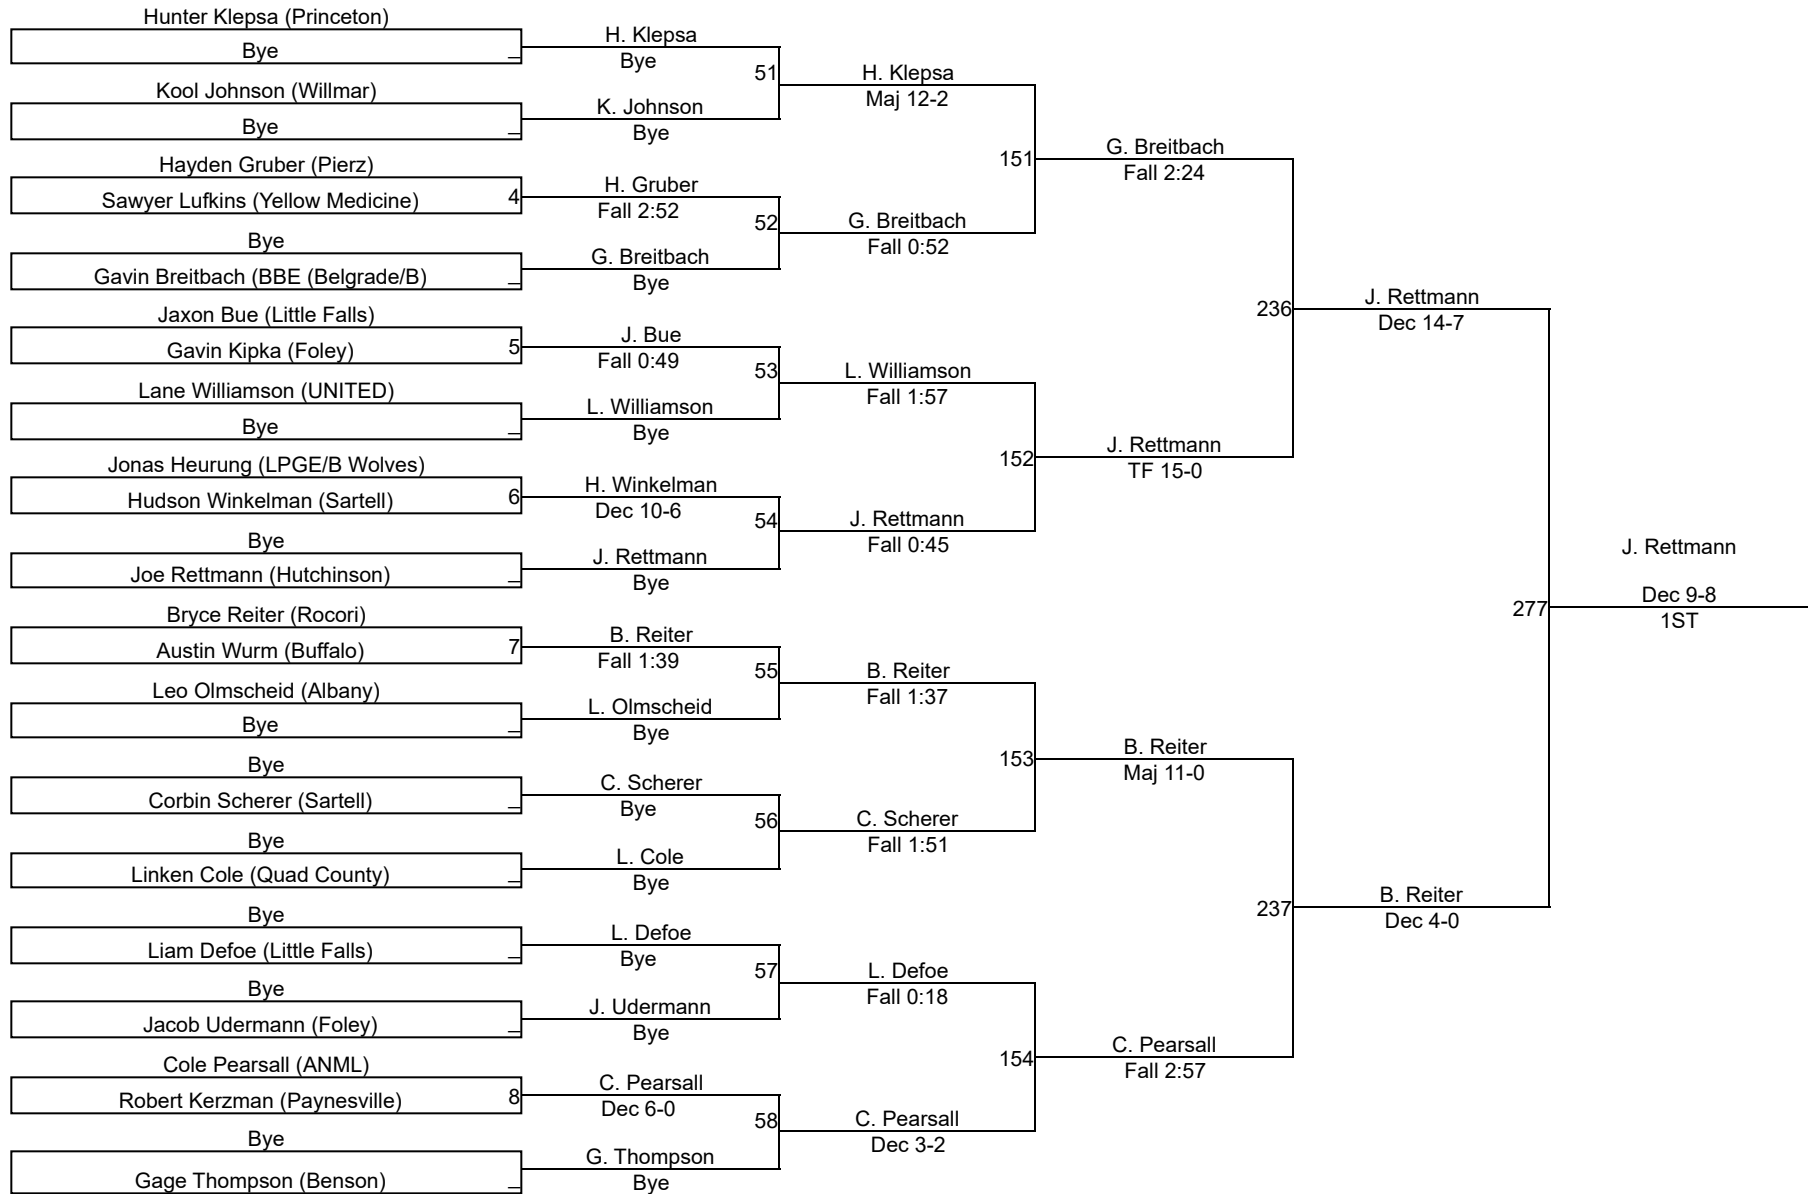 Hunter Klepsa (Princeton)
Bye _
Kool Johnson (Willmar)
Bye _
Hayden Gruber (Pierz)
Sawyer Lufkins (Yellow Medicine) 4
Bye
Gavin Breitbach (BBE (Belgrade/B) _
Jaxon Bue (Little Falls)
Gavin Kipka (Foley) 5
Lane Williamson (UNITED)
Bye _
Jonas Heurung (LPGE/B Wolves)
Hudson Winkelman (Sartell) 6
Bye
Joe Rettmann (Hutchinson) _
Bryce Reiter (Rocori)
Austin Wurm (Buffalo) 7
Leo Olmscheid (Albany)
Bye _
Bye
Corbin Scherer (Sartell) _
Bye
Linken Cole (Quad County) _
Bye
Liam Defoe (Little Falls) _
Bye
Jacob Udermann (Foley) _
Cole Pearsall (ANML)
Robert Kerzman (Paynesville) 8
Bye
Gage Thompson (Benson) _
H. Klepsa
Bye
51
K. Johnson
Bye
H. Gruber
Fall 2:52
52
G. Breitbach
Bye
J. Bue
Fall 0:49
53
L. Williamson
Bye
H. Winkelman
Dec 10-6
54
J. Rettmann
Bye
B. Reiter
Fall 1:39
55
L. Olmscheid
Bye
C. Scherer
Bye
56
L. Cole
Bye
L. Defoe
Bye
57
J. Udermann
Bye
C. Pearsall
Dec 6-0
58
G. Thompson
Bye
H. Klepsa
Maj 12-2
151
G. Breitbach
Fall 0:52
L. Williamson
Fall 1:57
152
J. Rettmann
Fall 0:45
B. Reiter
Fall 1:37
153
C. Scherer
Fall 1:51
L. Defoe
Fall 0:18
154
C. Pearsall
Dec 3-2
G. Breitbach
Fall 2:24
236
J. Rettmann
TF 15-0
B. Reiter
Maj 11-0
237
C. Pearsall
Fall 2:57
J. Rettmann
Dec 14-7
277
B. Reiter
Dec 4-0
J. Rettmann
Dec 9-8
1ST